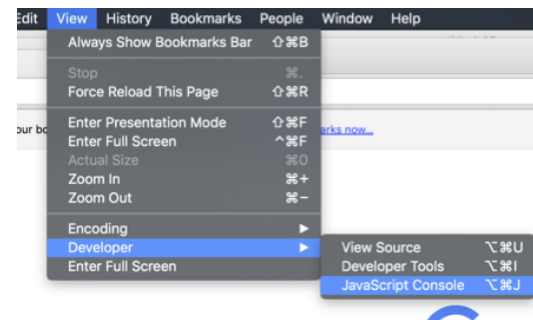 Edit View History Bookmarks People Window Help
Always Show Bookmarks Bar ⇧⌘B
Stop ⌘.
Force Reload This Page ⇧⌘R
our bo
Enter Presentation Mode ⇧⌘F
arks now...
Enter Full Screen ^⌘F
Actual Size ⌘0
Zoom In ⌘+
Zoom Out ⌘−
Encoding ▶
Developer ▶
View Source ⌥⌘U
Enter Full Screen
Developer Tools ⌥⌘I
JavaScript Console ⌥⌘J